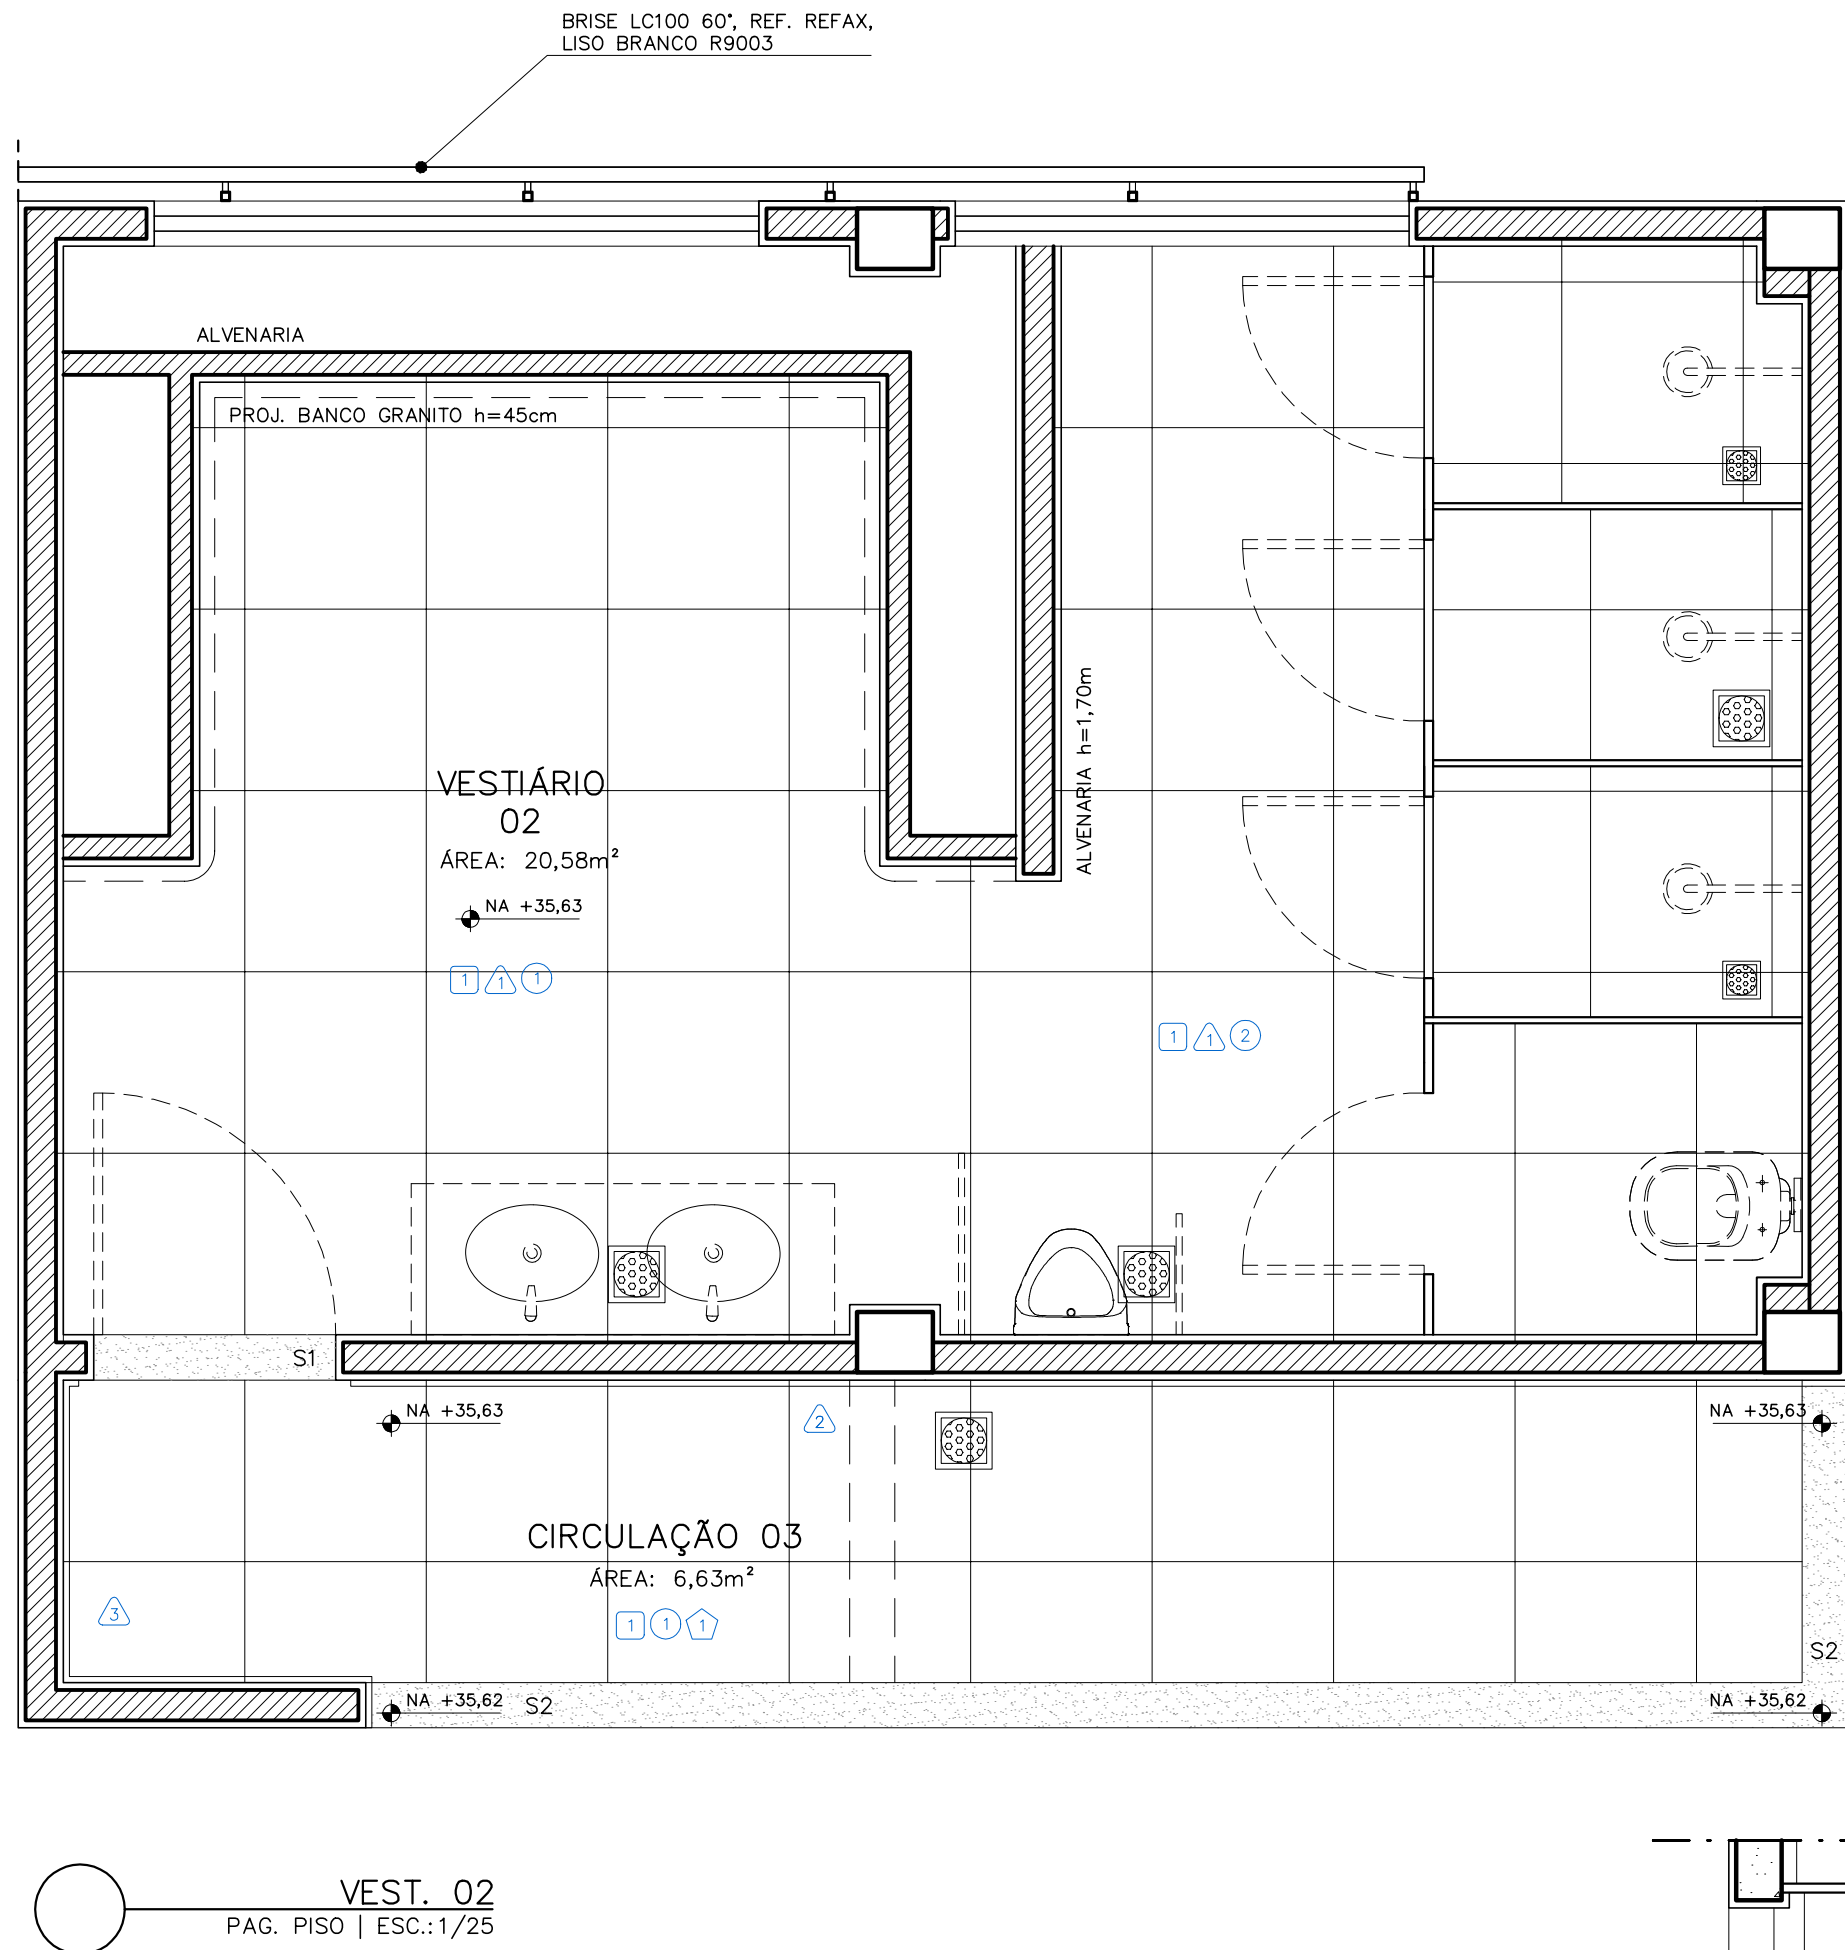 BRISE LC100 60°, REF. REFAX,
LISO BRANCO R9003
ALVENARIA
PROJ. BANCO GRANITO h=45cm
ALVENARIA h=1,70m
VESTIÁRIO
02
ÁREA: 20,58m²
NA +35,63
1 1 1
1 1 2
S1
NA +35,63
2
NA +35,63
CIRCULAÇÃO 03
ÁREA: 6,63m²
3
1 1 1
S2
NA +35,62
S2
NA +35,62
VEST. 02
PAG. PISO | ESC.:1/25